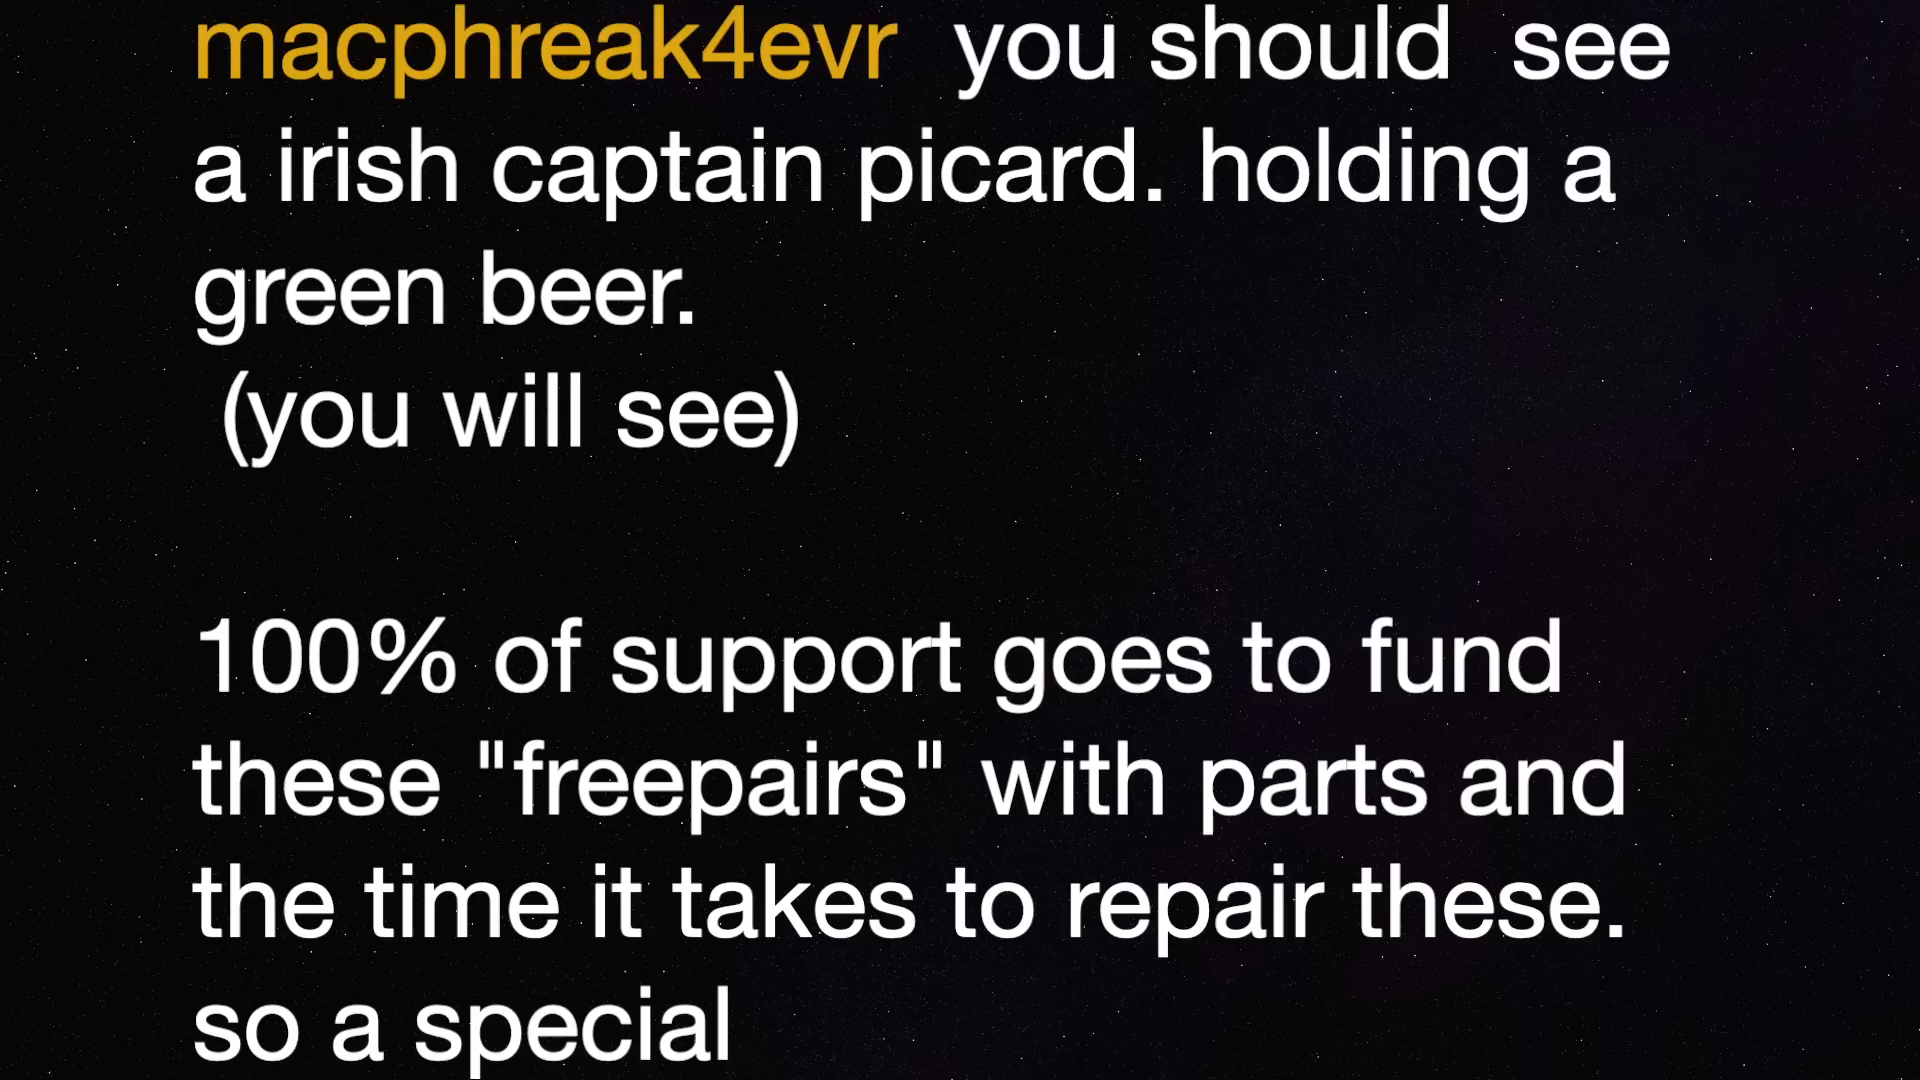 macphreak4evr  you should  see
a irish captain picard. holding a
green beer.
(you will see)
100% of support goes to fund
these "freepairs" with parts and
the time it takes to repair these.
so a special